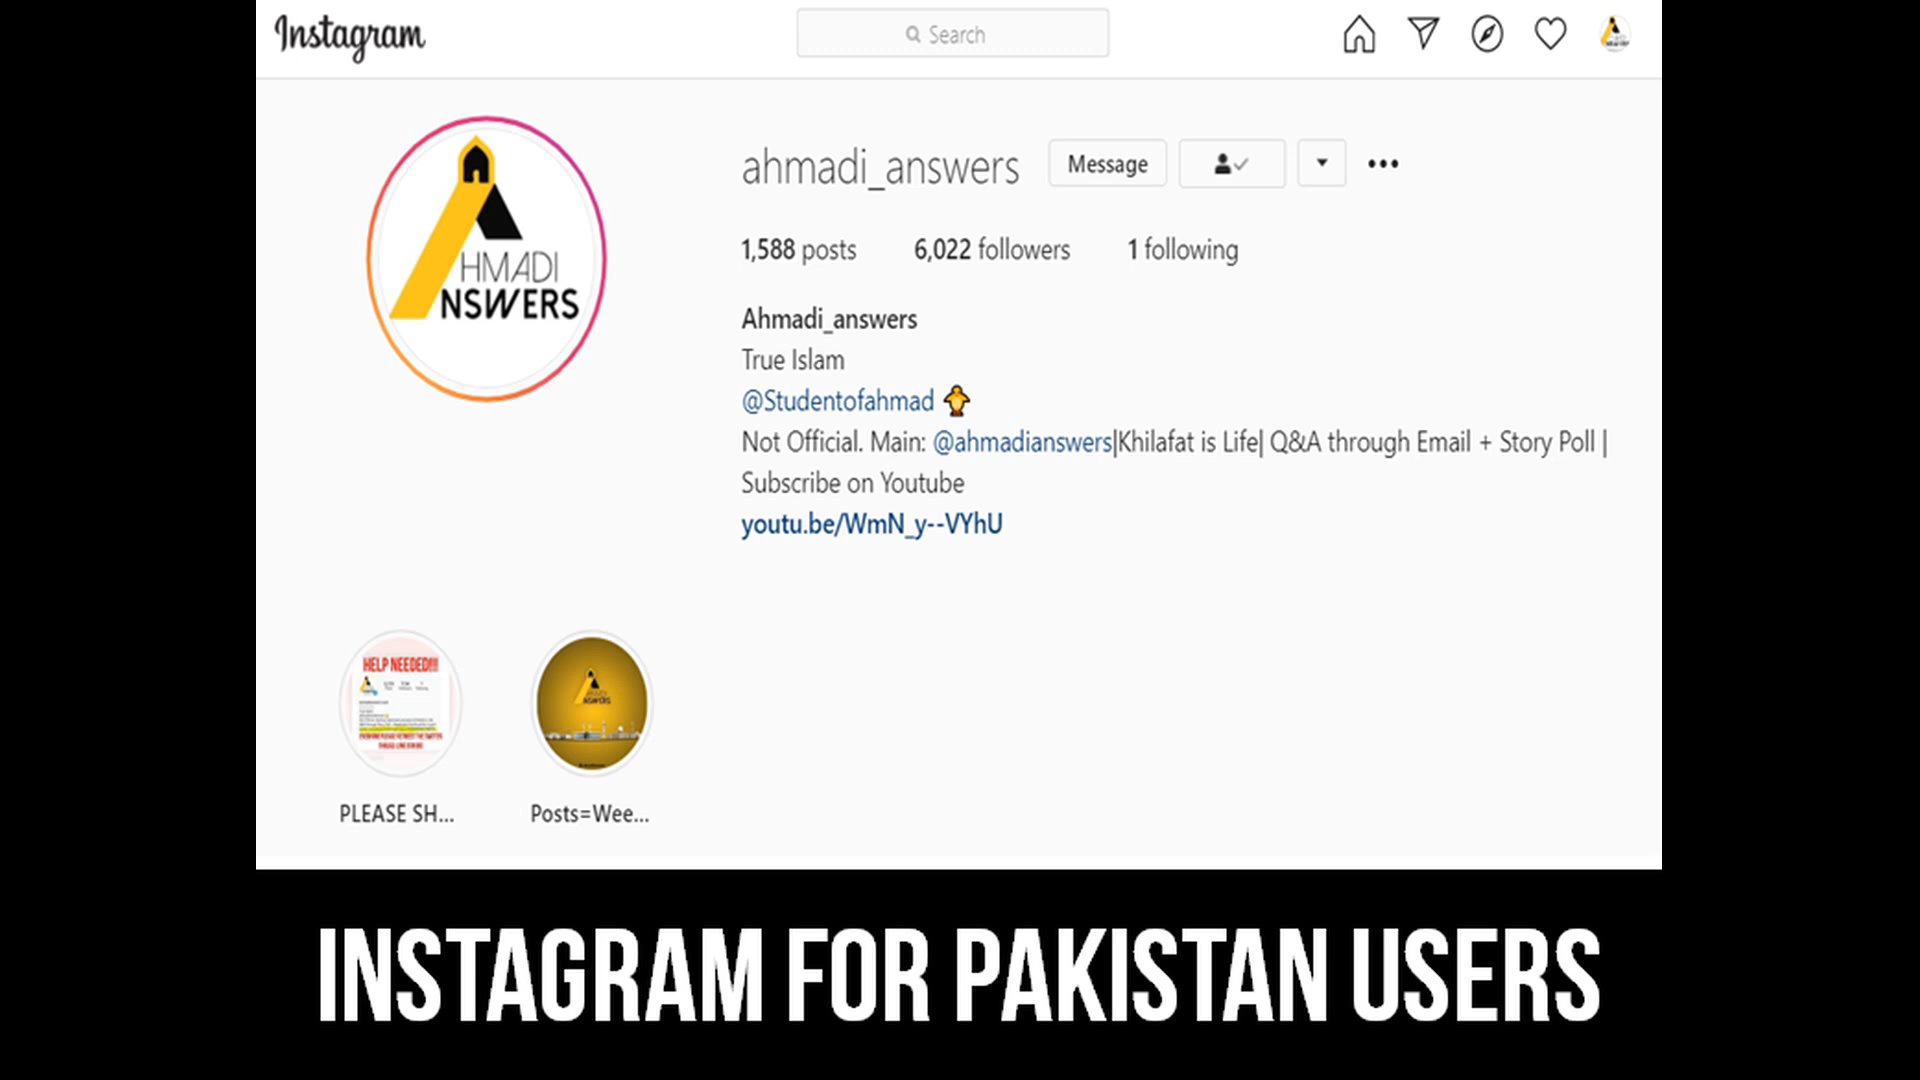 Instagram
Search
ahmadi_answers Message
1,588 posts 6,022 followers 1 following
HMADI
NSWERS
Ahmadi_answers
True Islam
@Studentofahmad
Not Official. Main: @ahmadianswers|Khilafat is Life| Q&A through Email + Story Poll |
Subscribe on Youtube
youtu.be/WmN_y--VYhU
HELP NEEDED!!!
PLEASE SH... Posts=Wee...
INSTAGRAM FOR PAKISTAN USERS